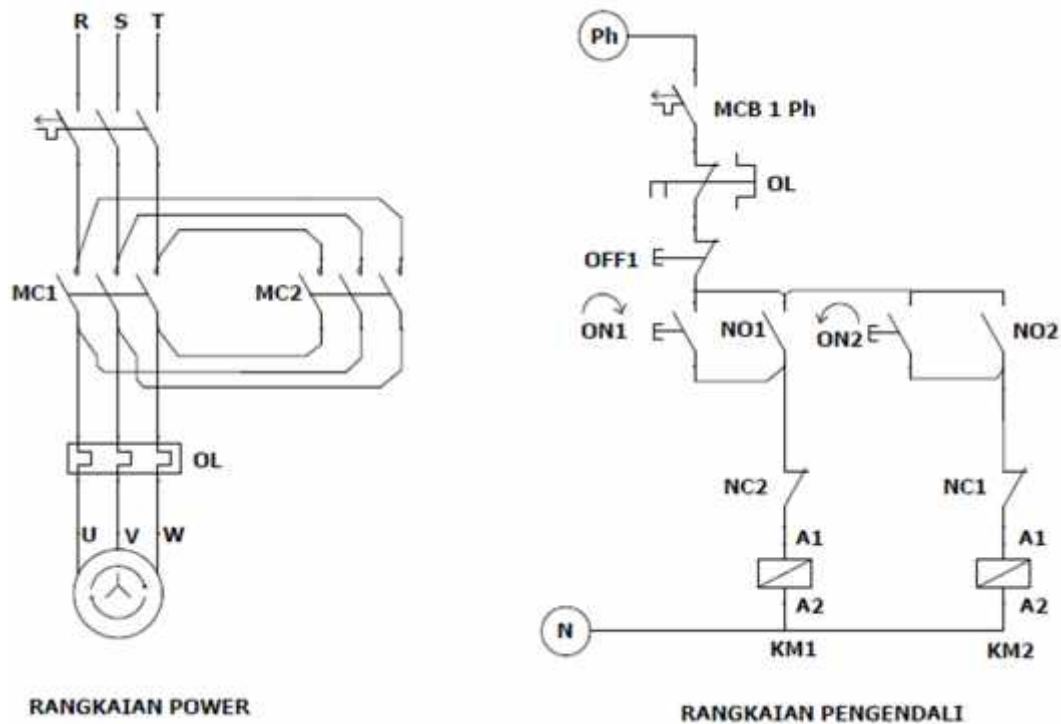 R S T
MC1
MC2
OL
U V W
RANGKAIAN POWER
Ph
MCB 1 Ph
OL
OFF1
ON1
NO1
ON2
NO2
NC2
NC1
A1
A1
A2
A2
N
KM1
KM2
RANGKAIAN PENGENDALI